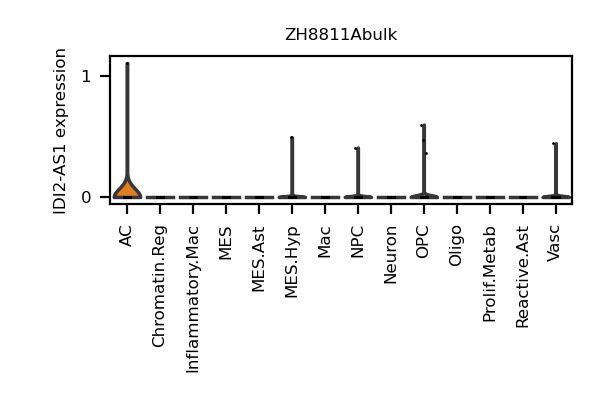 ZH8811Abulk
IDI2-AS1 expression
1
0
AC
Chromatin.Reg
Inflammatory.Mac
MES
MES.Ast
MES.Hyp
Mac
NPC
Neuron
OPC
Oligo
Prolif.Metab
Reactive.Ast
Vasc